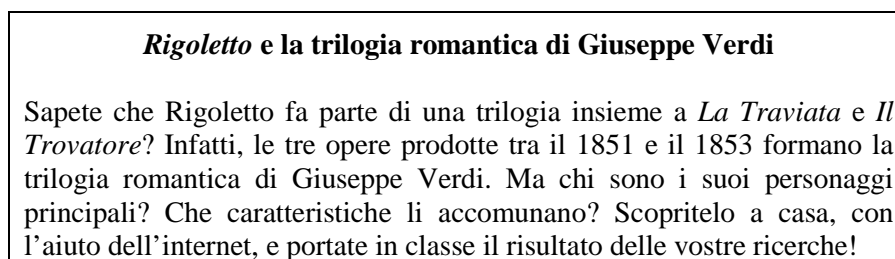 Rigoletto e la trilogia romantica di Giuseppe Verdi
Sapete che Rigoletto fa parte di una trilogia insieme a La Traviata e Il
Trovatore? Infatti, le tre opere prodotte tra il 1851 e il 1853 formano la
trilogia romantica di Giuseppe Verdi. Ma chi sono i suoi personaggi
principali? Che caratteristiche li accomunano? Scopritelo a casa, con
l'aiuto dell'internet, e portate in classe il risultato delle vostre ricerche!